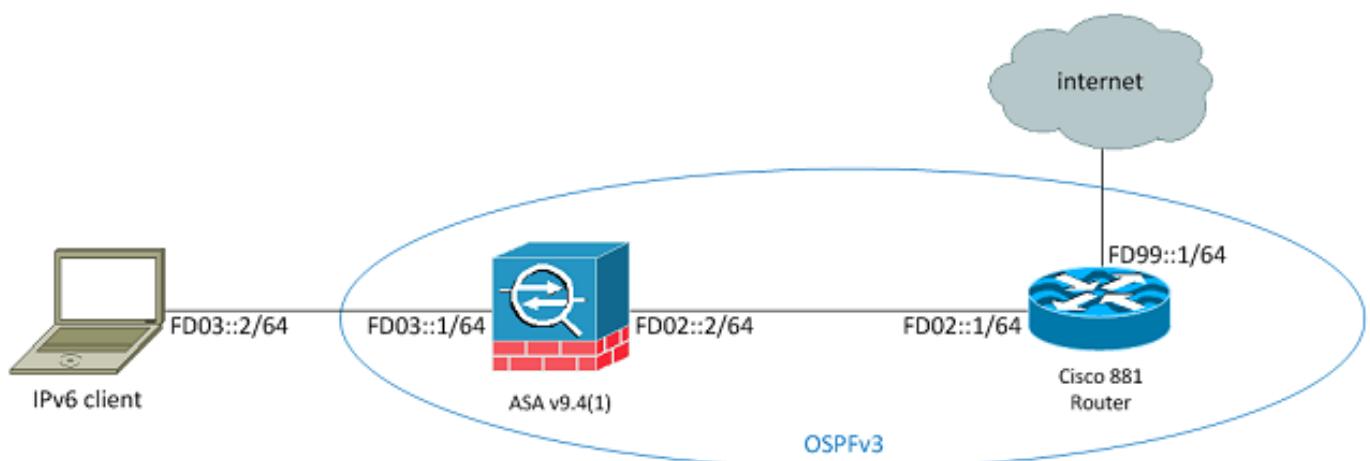 internet
FD99::1/64
FD03::2/64
FD03::1/64
FD02::2/64
FD02::1/64
IPv6 client
ASA v9.4(1)
Cisco 881
Router
OSPFv3